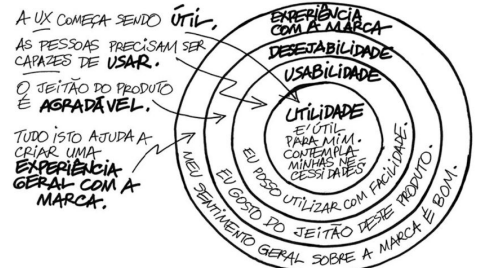 A UX COMEÇA SENDO ÚTIL.
AS PESSOAS PRECISAM SER
CAPAZES DE USAR.
O JEITÃO DO PRODUTO
É AGRADÁVEL.
TUDO ISTO AJUDA A
CRIAR UMA
EXPERIÊNCIA
GERAL COM A
MARCA.
EXPERIÊNCIA
COM A MARCA
DESEJABILIDADE
USABILIDADE
UTILIDADE
E' ÚTIL
PARA MIM.
CONTEMPLA
MINHAS NE-
CESSIDADES
EU POSSO UTILIZAR COM FACILIDADE.
EU GOSTO DO JEITÃO DESTE PRODUTO.
MEU SENTIMENTO GERAL SOBRE A MARCA É BOM.